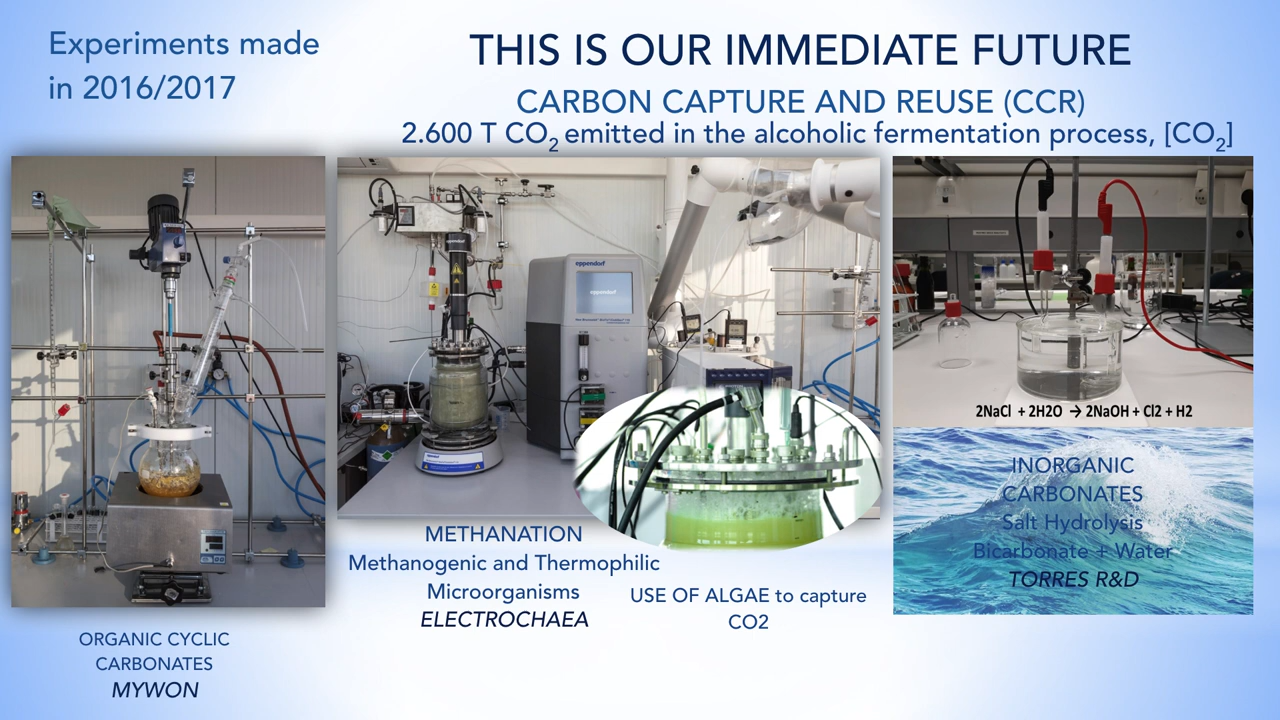 Experiments made
in 2016/2017
THIS IS OUR IMMEDIATE FUTURE
CARBON CAPTURE AND REUSE (CCR)
2.600 T CO₂ emitted in the alcoholic fermentation process, [CO₂]
eppendorf
eppendorf
eppendorf
2NaCl + 2H2O → 2NaOH + Cl2 + H2
INORGANIC
CARBONATES
Salt Hydrolysis
Bicarbonate + Water
TORRES R&D
METHANATION
Methanogenic and Thermophilic
Microorganisms
ELECTROCHAEA
USE OF ALGAE to capture
CO2
ORGANIC CYCLIC
CARBONATES
MYWON